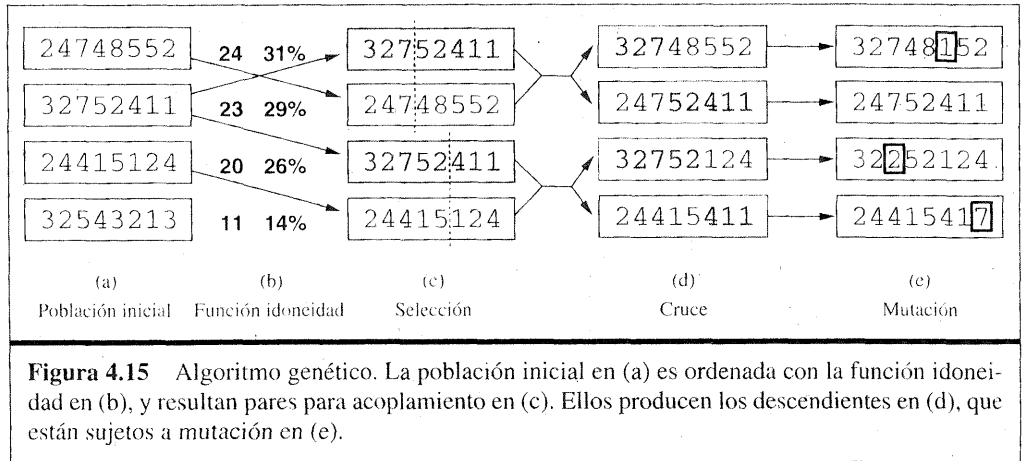 24748552 24 31% 32752411 32748552 32748152
32752411 23 29% 24748552 24752411 24752411
24415124 20 26% 32752411 32752124 32252124
32543213 11 14% 24415124 24415411 24415417
(a) (b) (c) (d) (e)
Población inicial Función idoneidad Selección Cruce Mutación
Figura 4.15 Algoritmo genético. La población inicial en (a) es ordenada con la función idonei-
dad en (b), y resultan pares para acoplamiento en (c). Ellos producen los descendientes en (d), que
están sujetos a mutación en (e).